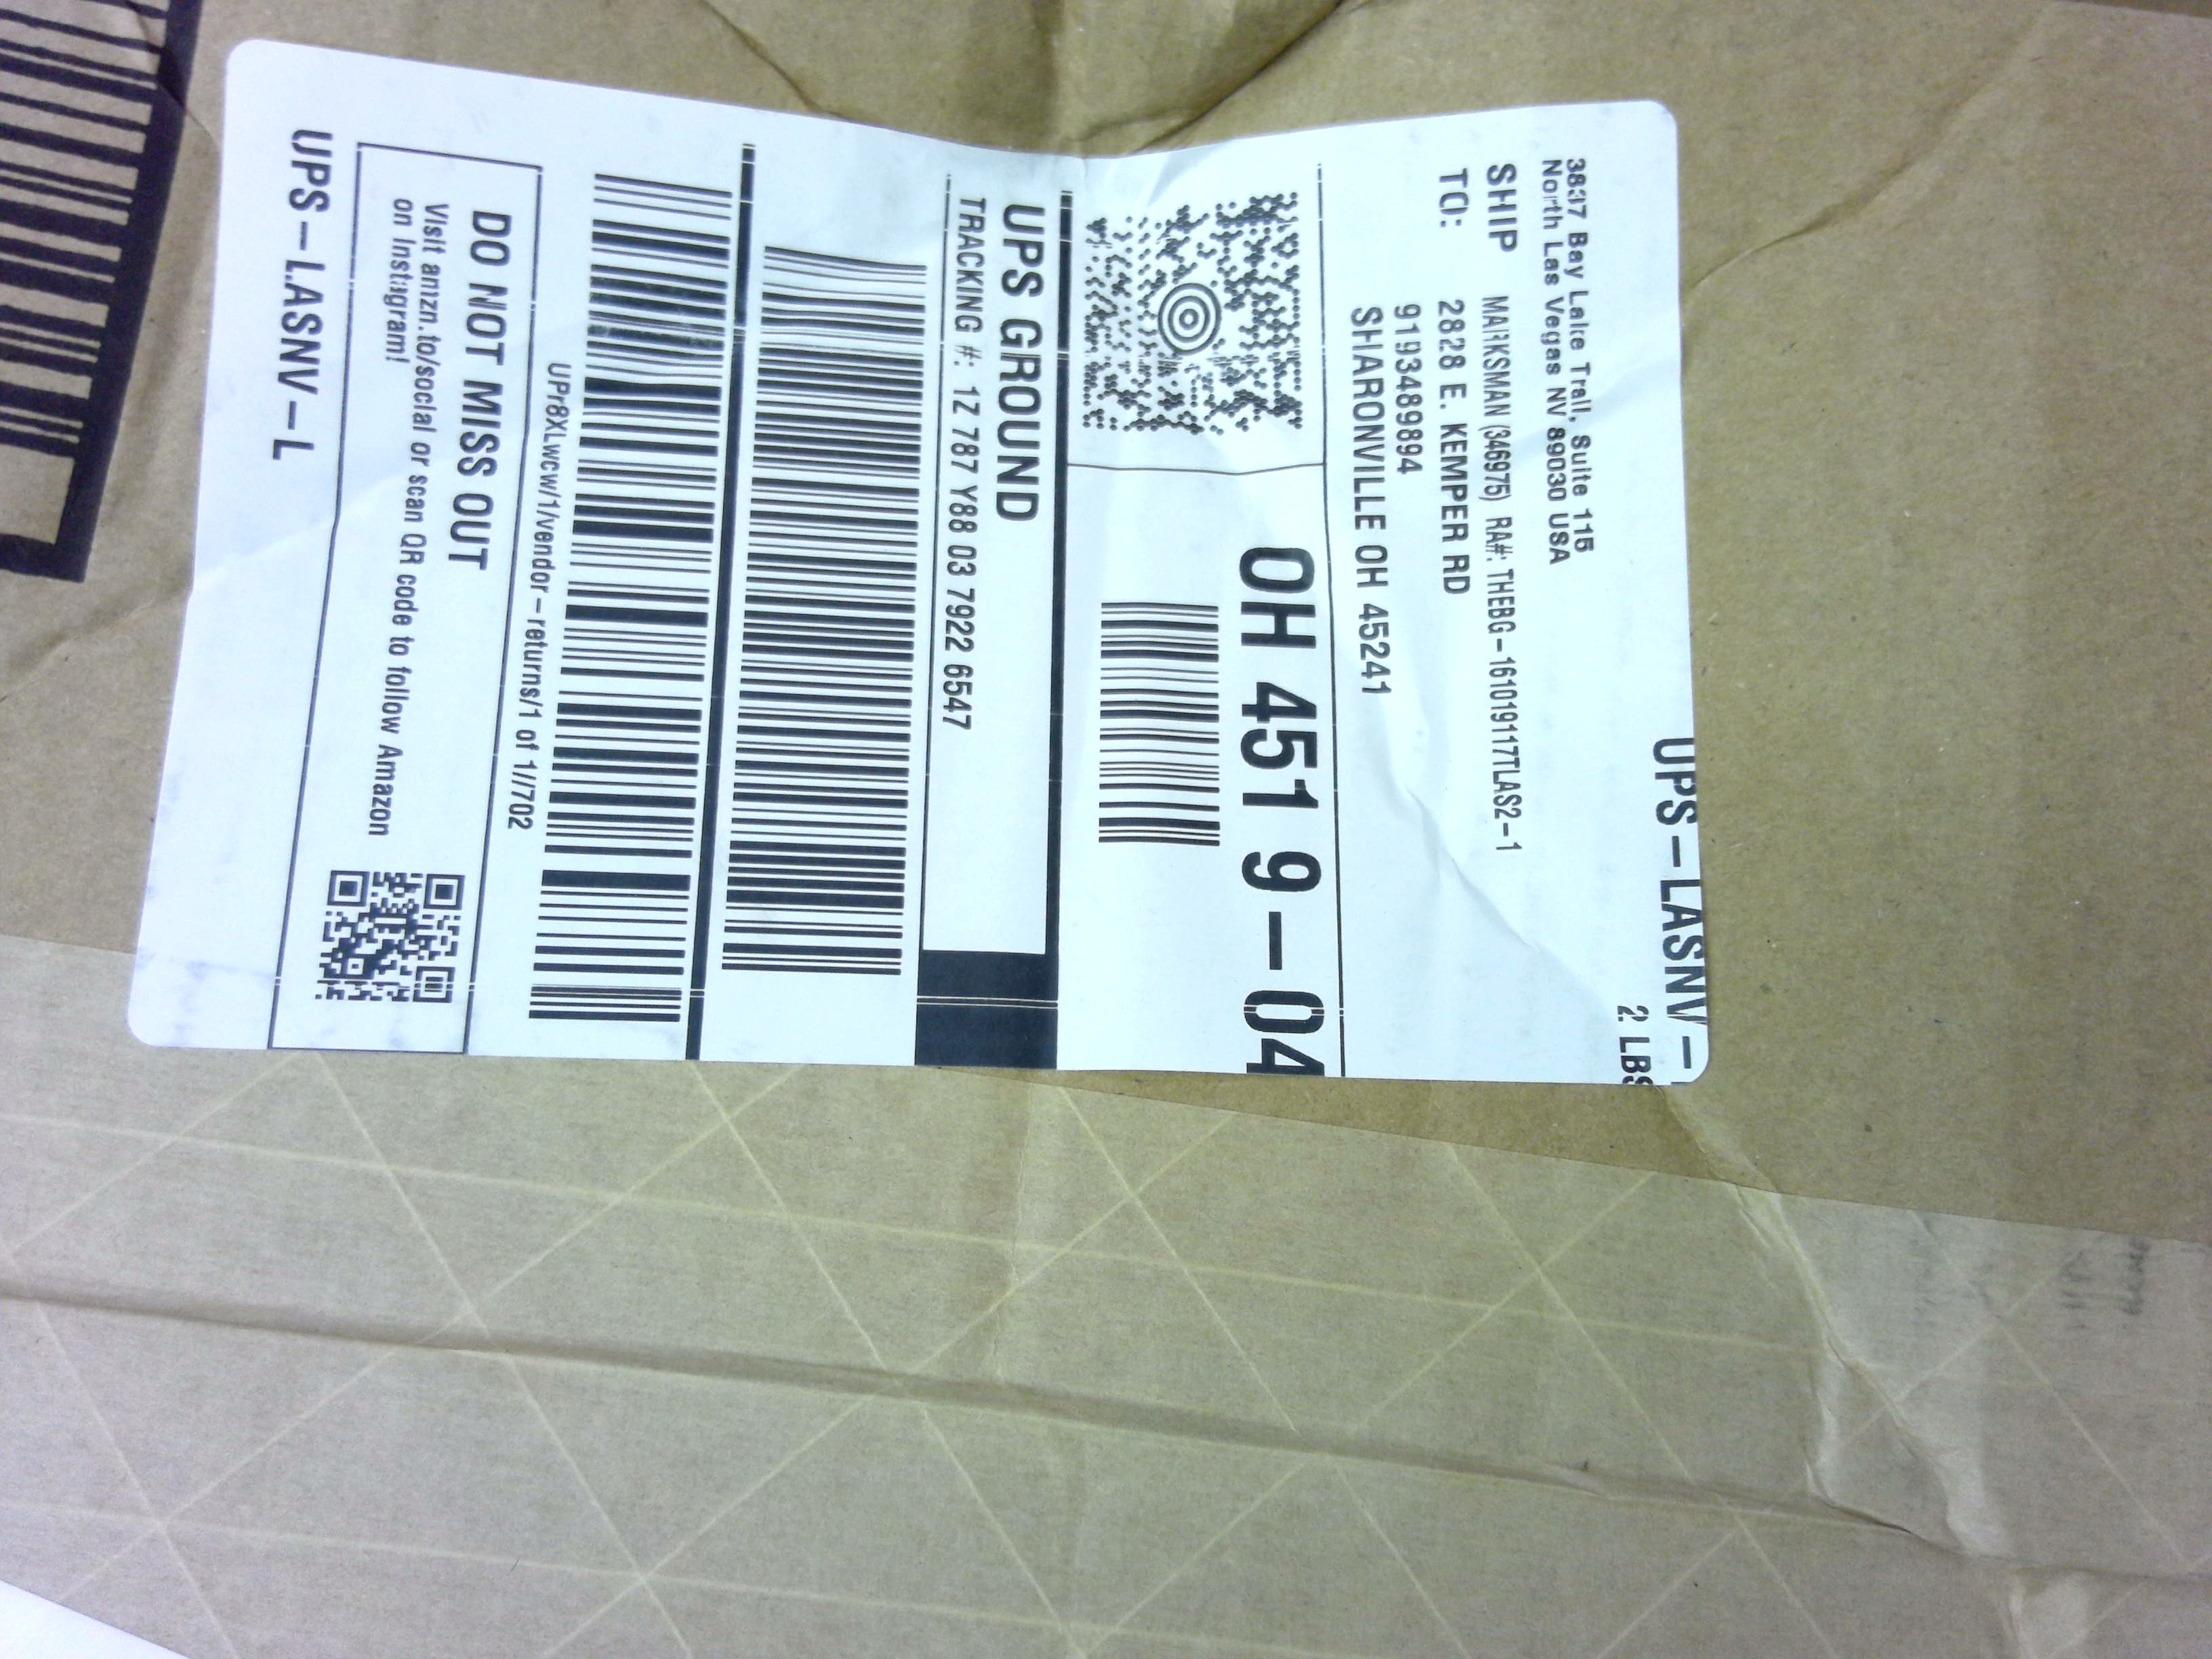 UPS-LASNV-
2 LBS
3837 Bay Lake Trail, Suite 115
North Las Vegas NV 89030 USA
SHIP
TO:
MARKSMAN (346975) RA#: THEBG-1610191177TLAS2-1
2828 E. KEMPER RD
9193489894
SHARONVILLE OH 45241
OH 451 9-04
UPS GROUND
TRACKING #: 1Z 787 Y88 03 7922 6547
UPr8XLwcw/1/vendor-returns/1 of 1//702
DO NOT MISS OUT
Visit amzn.to/social or scan QR code to follow Amazon
on Instagram!
UPS-LASNV-L